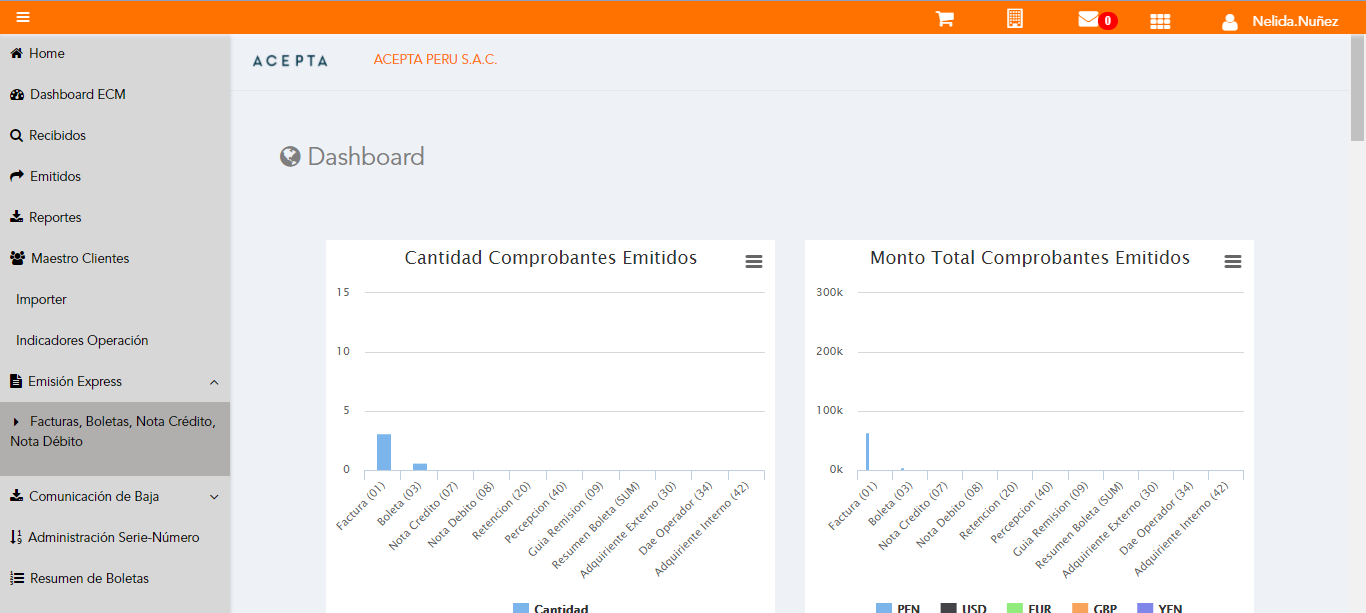 0
Nelida.Nuñez
Home
Dashboard ECM
Recibidos
Emitidos
Reportes
Maestro Clientes
Importer
Indicadores Operación
Emisión Express
Facturas, Boletas, Nota Crédito,
Nota Débito
Comunicación de Baja
Administración Serie-Número
Resumen de Boletas
ACEPTA
ACEPTA PERU S.A.C.
Dashboard
Cantidad Comprobantes Emitidos
15
10
5
0
Factura (01)
Boleta (03)
Nota Credito (07)
Nota Debito (08)
Retencion (20)
Percepcion (40)
Guia Remision (09)
Resumen Boleta (SUM)
Adquiriente Externo (30)
Dae Operador (34)
Adquiriente Interno (42)
Cantidad
Monto Total Comprobantes Emitidos
300k
200k
100k
0k
Factura (01)
Boleta (03)
Nota Credito (07)
Nota Debito (08)
Retencion (20)
Percepcion (40)
Guia Remision (09)
Resumen Boleta (SUM)
Adquiriente Externo (30)
Dae Operador (34)
Adquiriente Interno (42)
PEN USD EUR GBP YEN